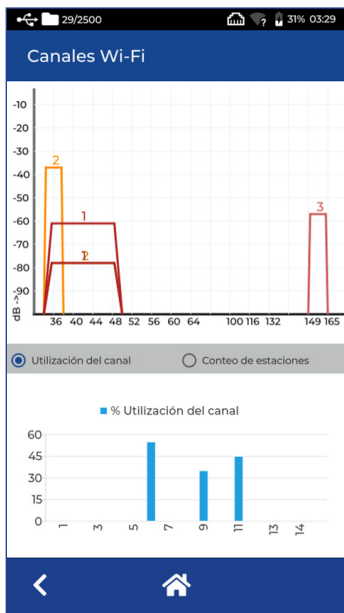 29/2500 31% 03:29
Canales Wi-Fi
-10
-20
-30
-40
-50
-60
-70
-80
-90
dB ->
2
1
12
3
36 40 44 48 52 56 60 64 100 116 132 149 165
Utilización del canal Conteo de estaciones
% Utilización del canal
60
45
30
15
0
1 3 5 7 9 11 13 14